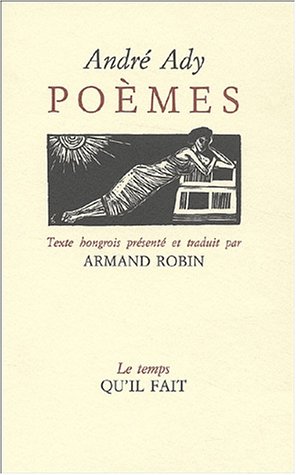 André Ady
POÈMES
Texte hongrois présenté et traduit par
ARMAND ROBIN
Le temps
QU'IL FAIT